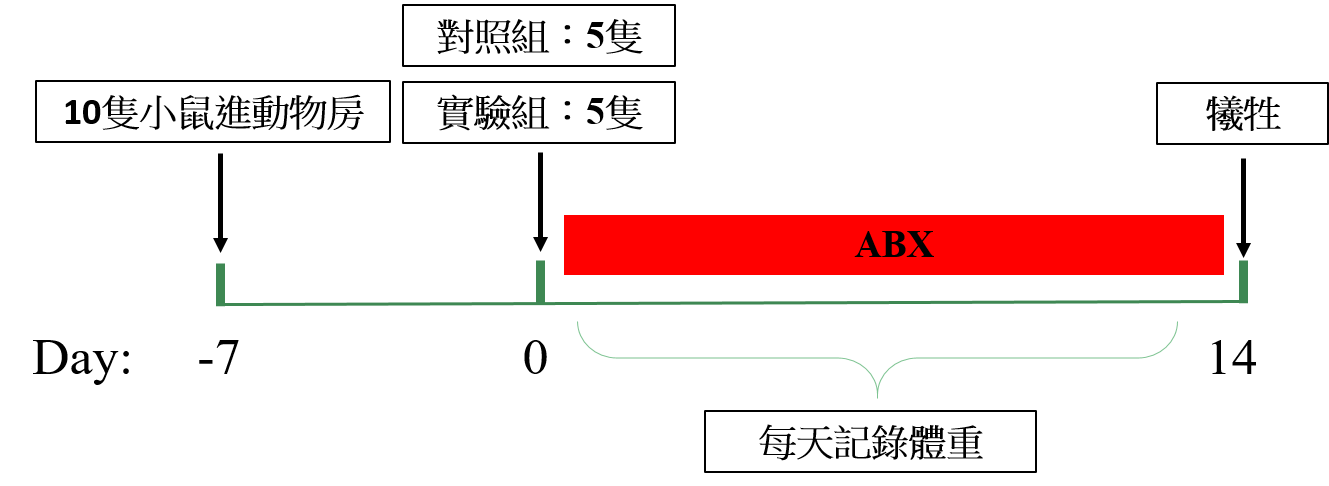 對照組：5隻
10隻小鼠進動物房
實驗組：5隻
犧牲
ABX
Day: -7 0 14
每天記錄體重